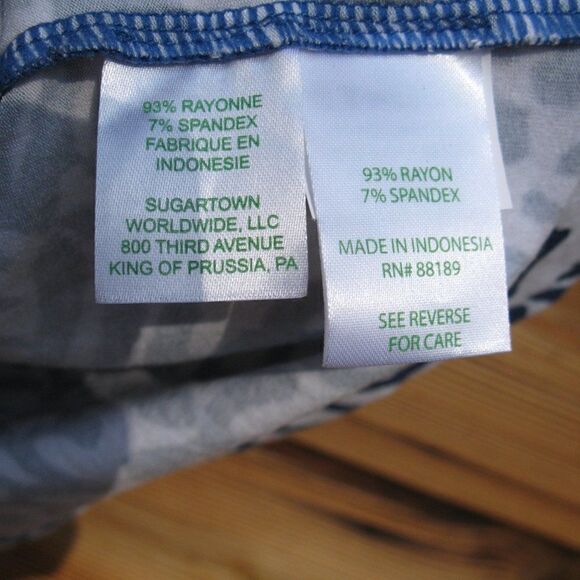 93% RAYONNE
7% SPANDEX
FABRIQUE EN
INDONESIE
SUGARTOWN
WORLDWIDE, LLC
800 THIRD AVENUE
KING OF PRUSSIA, PA
93% RAYON
7% SPANDEX
MADE IN INDONESIA
RN# 88189
SEE REVERSE
FOR CARE